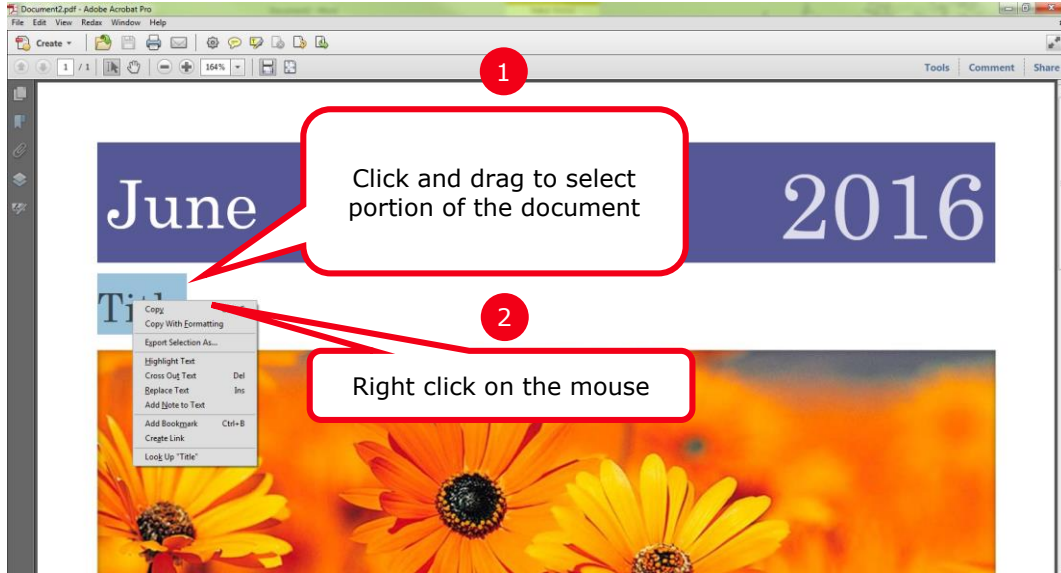 Document2.pdf - Adobe Acrobat Pro
File Edit View Redax Window Help
Create
1 / 1 164% Tools Comment Share
1
Click and drag to select
portion of the document
June 2016
Copy
Copy With Formatting
Export Selection As...
Highlight Text
Cross Out Text Del
Replace Text Ins
Add Note to Text
Add Bookmark Ctrl+B
Create Link
Look Up "Title"
2
Right click on the mouse